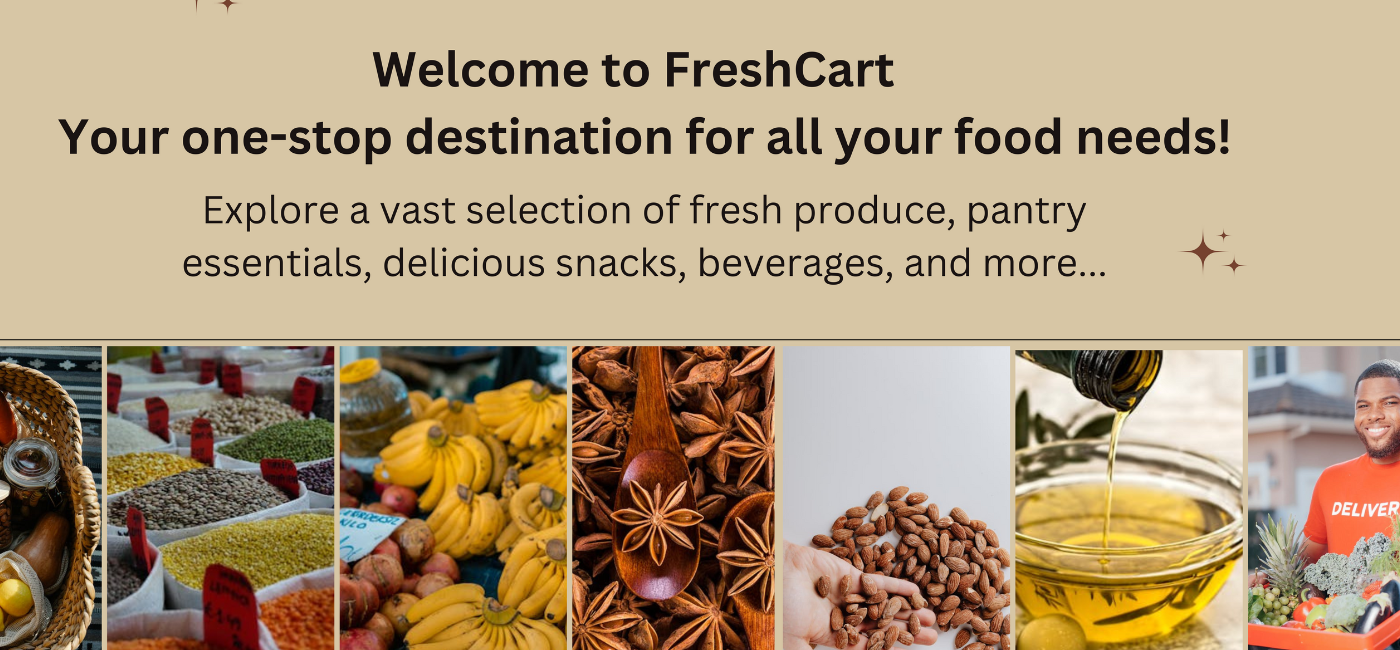 Welcome to FreshCart
Your one-stop destination for all your food needs!
Explore a vast selection of fresh produce, pantry
essentials, delicious snacks, beverages, and more...
DELIVER